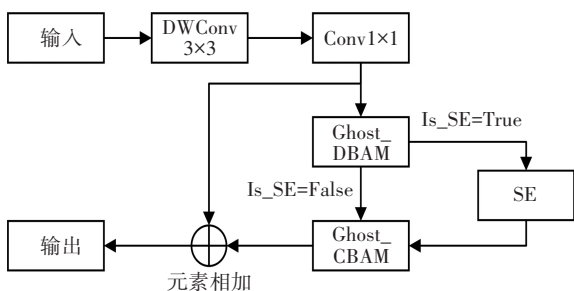 输入
DWConv
3×3
Conv1×1
Ghost_
DBAM
Is_SE=True
Is_SE=False
SE
输出
Ghost_
CBAM
元素相加